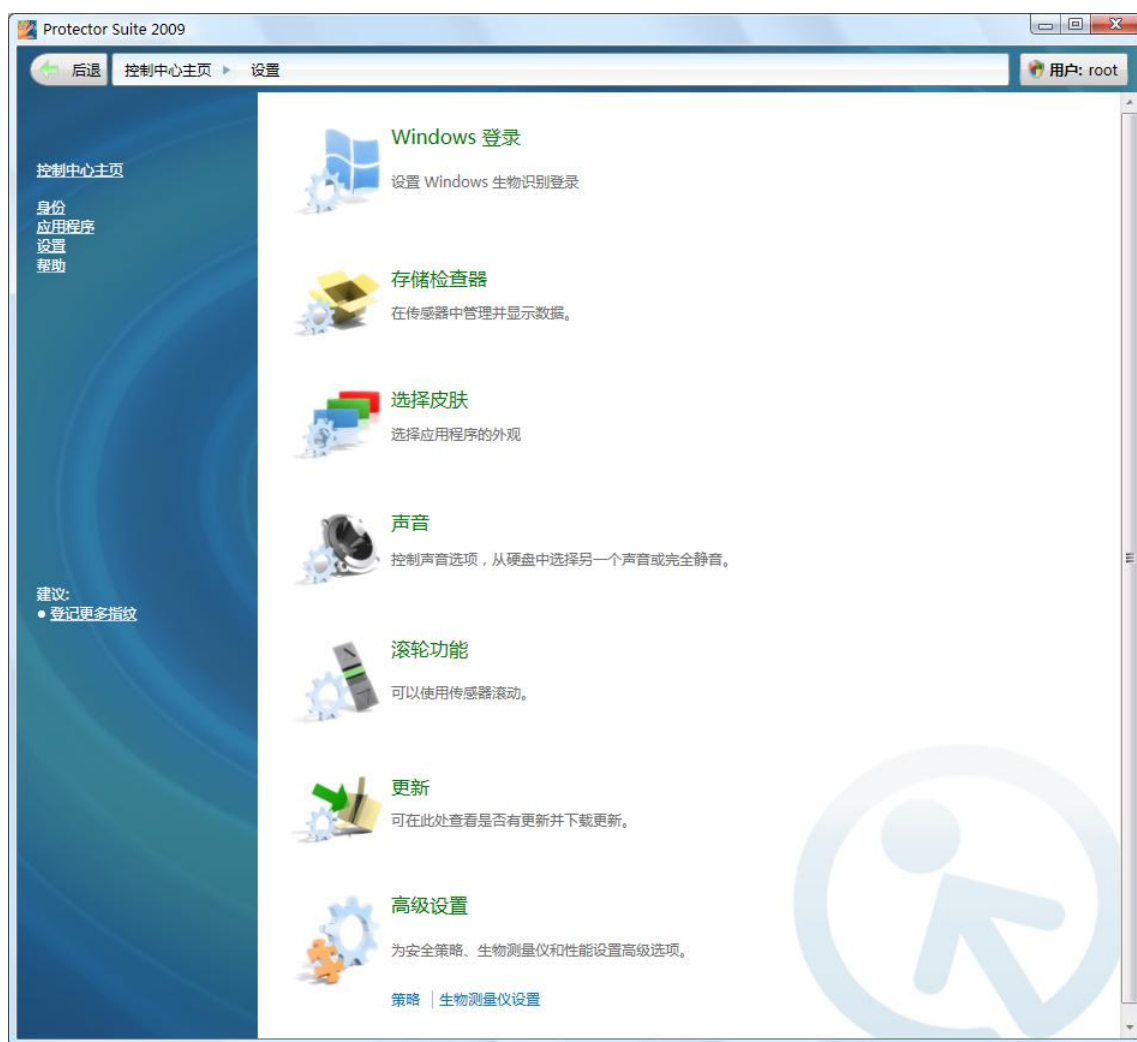 Protector Suite 2009
后退
控制中心主页
设置
用户: root
控制中心主页
身份
应用程序
设置
帮助
建议:
登记更多指纹
Windows 登录
设置 Windows 生物识别登录
存储检查器
在传感器中管理并显示数据。
选择皮肤
选择应用程序的外观
声音
控制声音选项，从硬盘中选择另一个声音或完全静音。
滚轮功能
可以使用传感器滚动。
更新
可在此处查看是否有更新并下载更新。
高级设置
为安全策略、生物测量仪和性能设置高级选项。
策略 | 生物测量仪设置